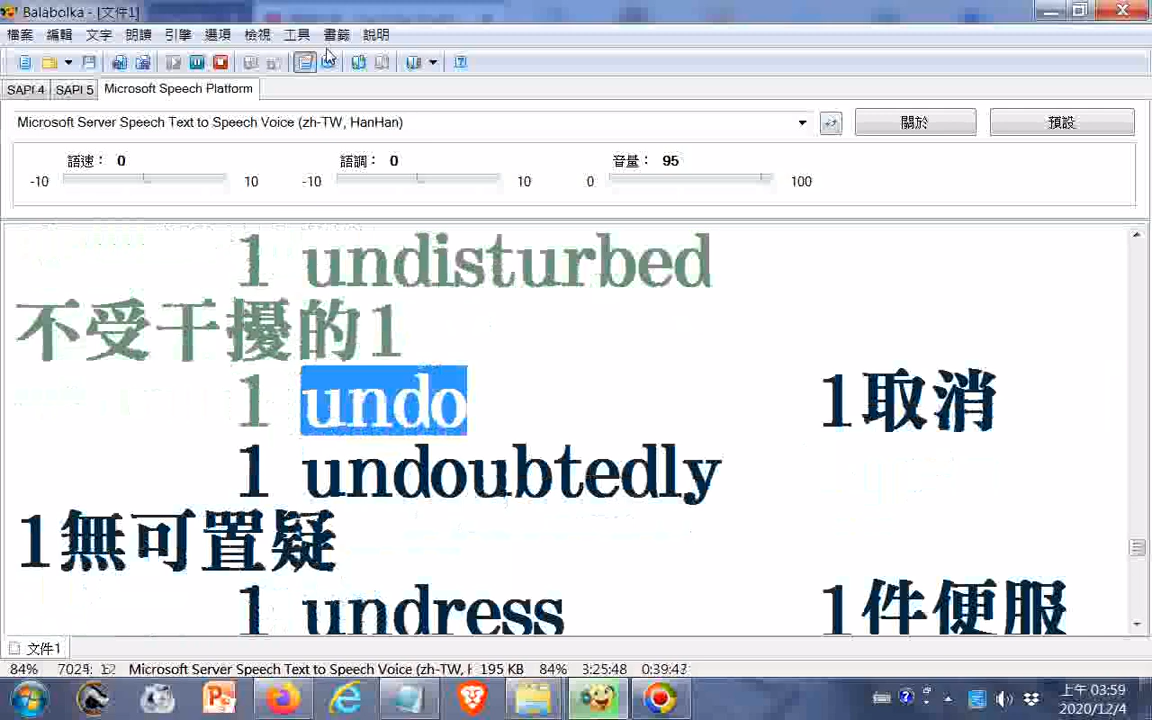 Balabolka - [文件1]
檔案 編輯 文字 朗讀 引擎 選項 檢視 工具 書籤 說明
SAPI 4 SAPI 5 Microsoft Speech Platform
Microsoft Server Speech Text to Speech Voice (zh-TW, HanHan) 關於 預設
語速： 0 語調： 0 音量： 95
-10 10 -10 10 0 100
1 undisturbed
不受干擾的1
1 undo 1取消
1 undoubtedly
1無可置疑
1 undress 1件便服
文件1
84% Microsoft Server Speech Text to Speech Voice (zh-TW, H 195 KB 84% 3:25:48
上午 03:59
2020/12/4